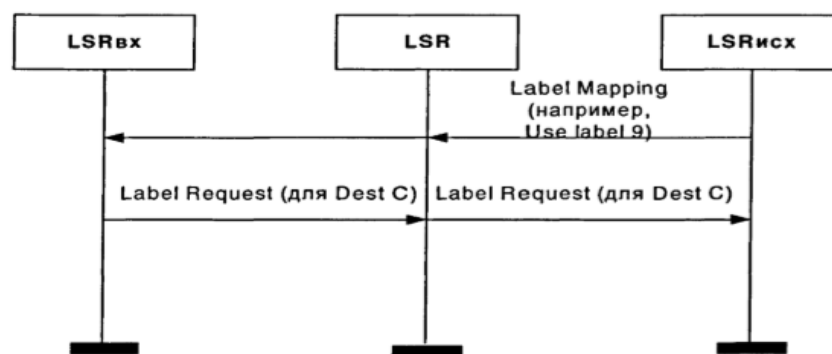 LSRвх
LSR
LSRисх
Label Mapping
(например,
Use label 9)
Label Request (для Dest C)
Label Request (для Dest C)